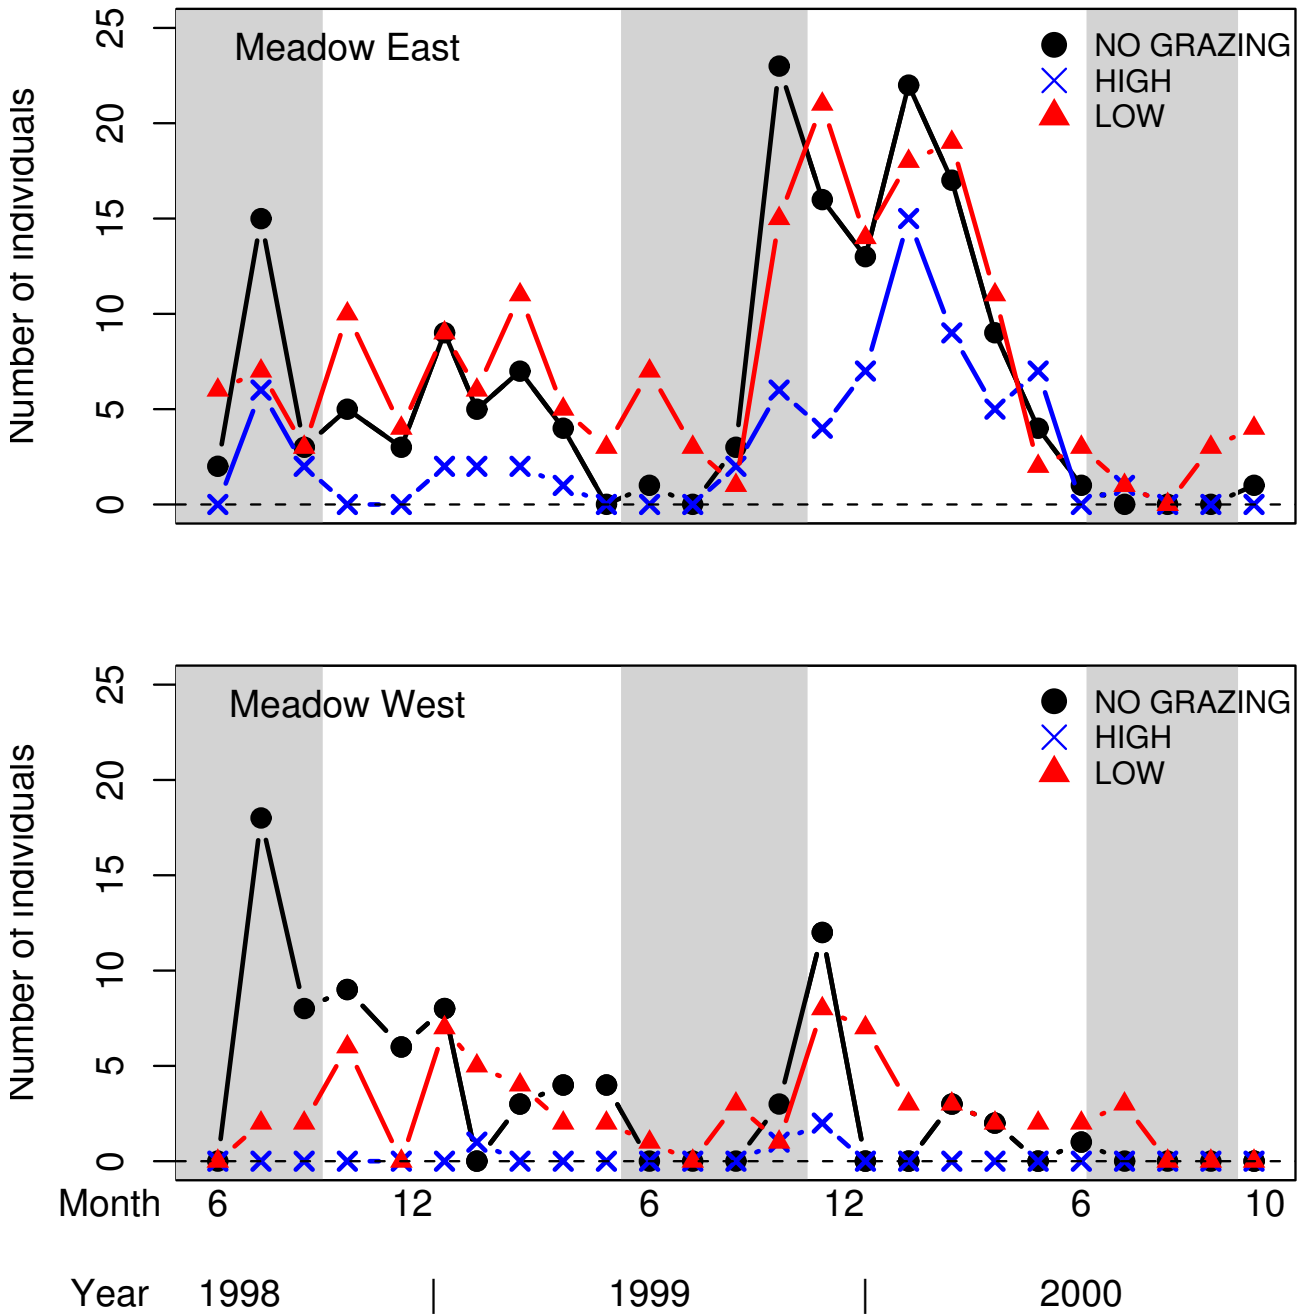 Meadow East
NO GRAZING
HIGH
LOW
Number of individuals
25
20
15
10
5
0
Meadow West
NO GRAZING
HIGH
LOW
Number of individuals
25
20
15
10
5
0
Month 6 12 6 12 6 10
Year 1998 | 1999 | 2000